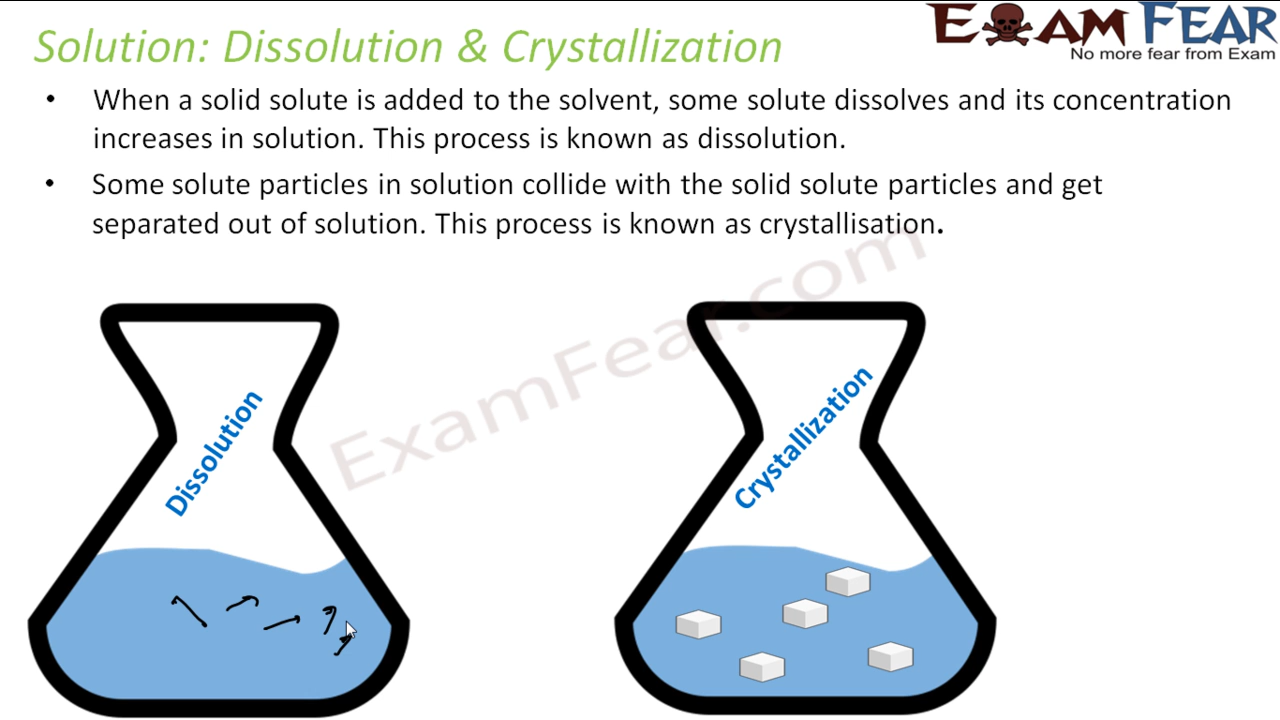 Solution: Dissolution & Crystallization
EXAM FEAR
No more fear from Exam
• When a solid solute is added to the solvent, some solute dissolves and its concentration
increases in solution. This process is known as dissolution.
• Some solute particles in solution collide with the solid solute particles and get
separated out of solution. This process is known as crystallisation.
ExamFear.com
Dissolution
Crystallization